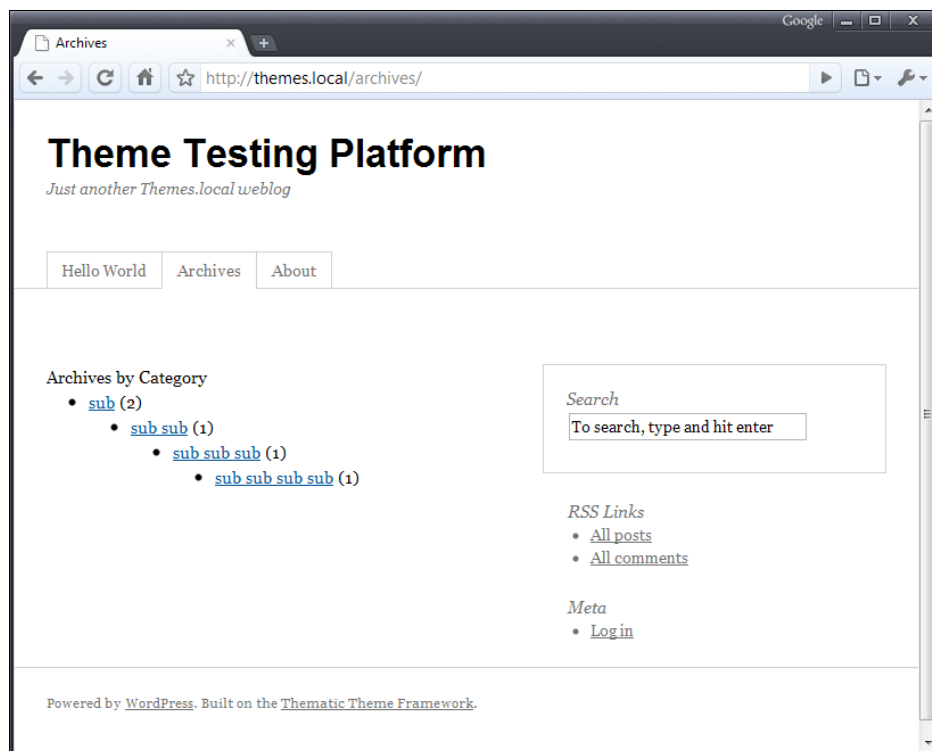 Google
Archives
http://themes.local/archives/
Theme Testing Platform
Just another Themes.local weblog
Hello World
Archives
About
Archives by Category
sub (2)
sub sub (1)
sub sub sub (1)
sub sub sub sub (1)
Search
To search, type and hit enter
RSS Links
All posts
All comments
Meta
Log in
Powered by WordPress. Built on the Thematic Theme Framework.